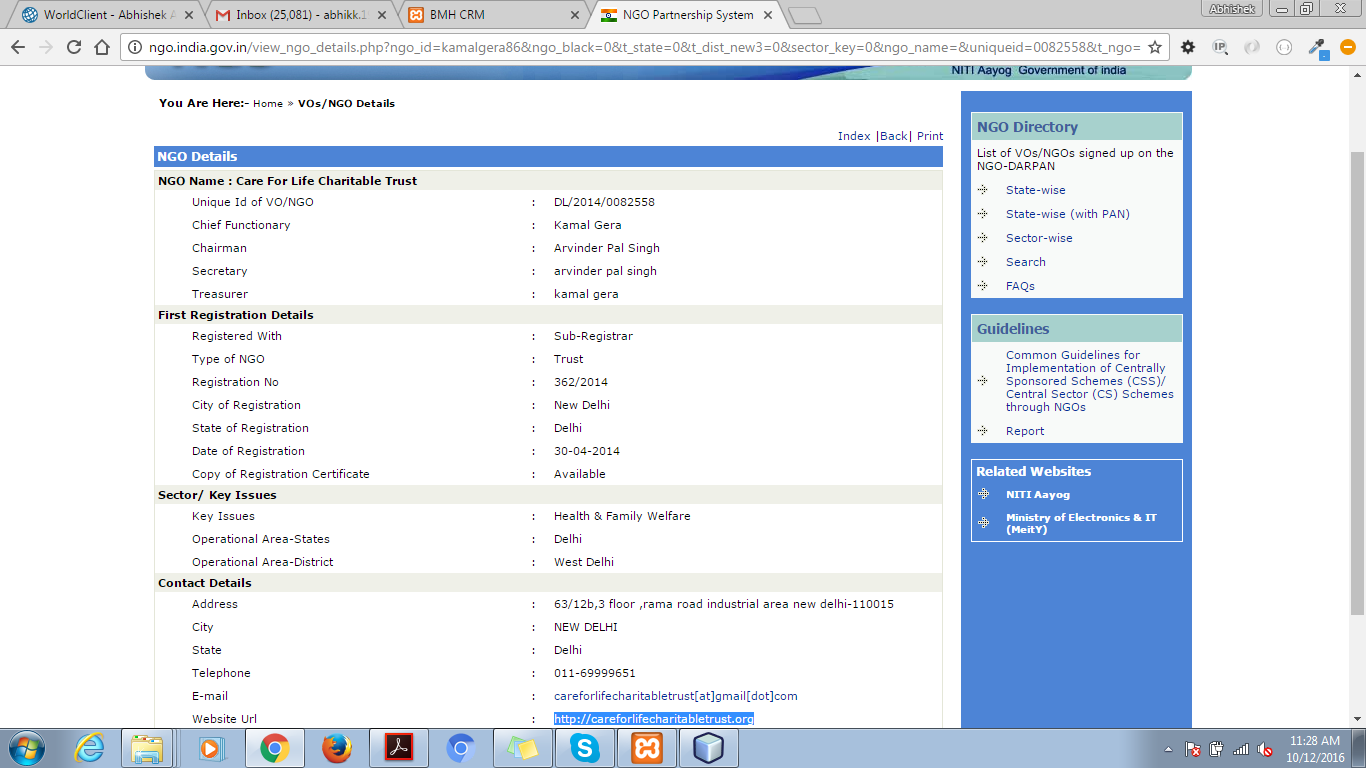 WorldClient - Abhishek A
Inbox (25,081) - abhikk.1
BMH CRM
NGO Partnership System
Abhishek
ngo.india.gov.in/view_ngo_details.php?ngo_id=kamalgera86&ngo_black=0&t_state=0&t_dist_new3=0&sector_key=0&ngo_name=&uniqueid=0082558&t_ngo=
IP
NITI Aayog Government of india
You Are Here:- Home » VOs/NGO Details
Index |Back| Print
NGO Details
NGO Name : Care For Life Charitable Trust
Unique Id of VO/NGO : DL/2014/0082558
Chief Functionary : Kamal Gera
Chairman : Arvinder Pal Singh
Secretary : arvinder pal singh
Treasurer : kamal gera
First Registration Details
Registered With : Sub-Registrar
Type of NGO : Trust
Registration No : 362/2014
City of Registration : New Delhi
State of Registration : Delhi
Date of Registration : 30-04-2014
Copy of Registration Certificate : Available
Sector/ Key Issues
Key Issues : Health & Family Welfare
Operational Area-States : Delhi
Operational Area-District : West Delhi
Contact Details
Address : 63/12b,3 floor ,rama road industrial area new delhi-110015
City : NEW DELHI
State : Delhi
Telephone : 011-69999651
E-mail : careforlifecharitabletrust[at]gmail[dot]com
Website Url : http://careforlifecharitabletrust.org
NGO Directory
List of VOs/NGOs signed up on the
NGO-DARPAN
State-wise
State-wise (with PAN)
Sector-wise
Search
FAQs
Guidelines
Common Guidelines for
Implementation of Centrally
Sponsored Schemes (CSS)/
Central Sector (CS) Schemes
through NGOs
Report
Related Websites
NITI Aayog
Ministry of Electronics & IT
(MeitY)
11:28 AM
10/12/2016